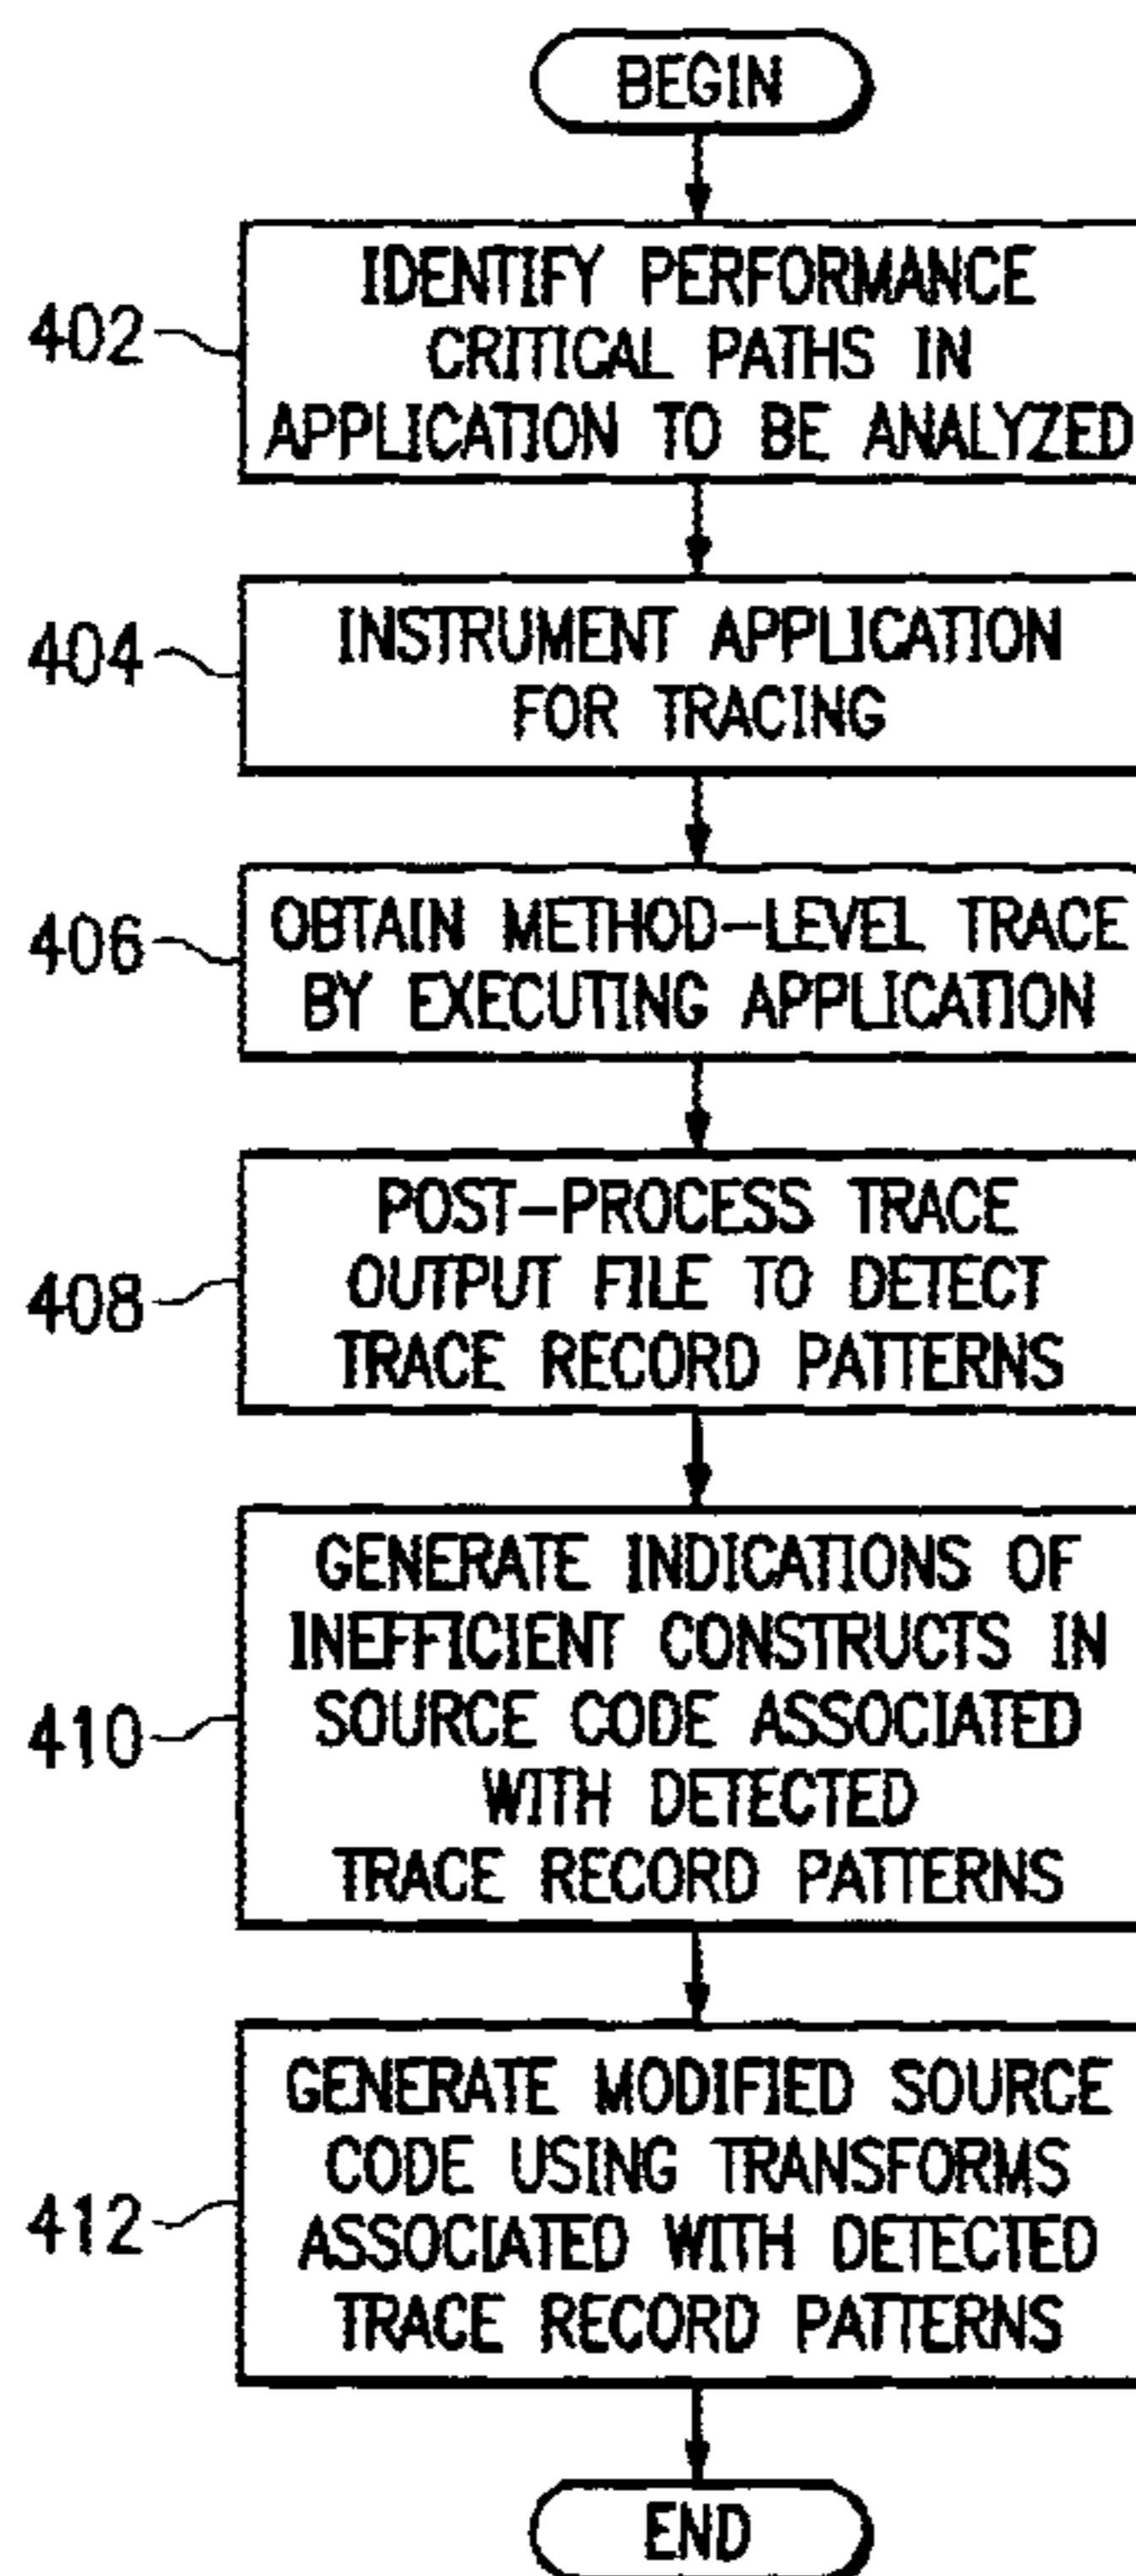 BEGIN
402
IDENTIFY PERFORMANCE
CRITICAL PATHS IN
APPLICATION TO BE ANALYZED
404
INSTRUMENT APPLICATION
FOR TRACING
406
OBTAIN METHOD-LEVEL TRACE
BY EXECUTING APPLICATION
408
POST-PROCESS TRACE
OUTPUT FILE TO DETECT
TRACE RECORD PATTERNS
410
GENERATE INDICATIONS OF
INEFFICIENT CONSTRUCTS IN
SOURCE CODE ASSOCIATED
WITH DETECTED
TRACE RECORD PATTERNS
412
GENERATE MODIFIED SOURCE
CODE USING TRANSFORMS
ASSOCIATED WITH DETECTED
TRACE RECORD PATTERNS
END